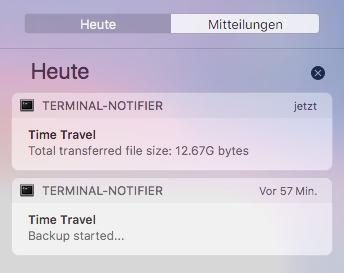 Heute
Mitteilungen
Heute
TERMINAL-NOTIFIER
jetzt
Time Travel
Total transferred file size: 12.67G bytes
TERMINAL-NOTIFIER
Vor 57 Min.
Time Travel
Backup started...